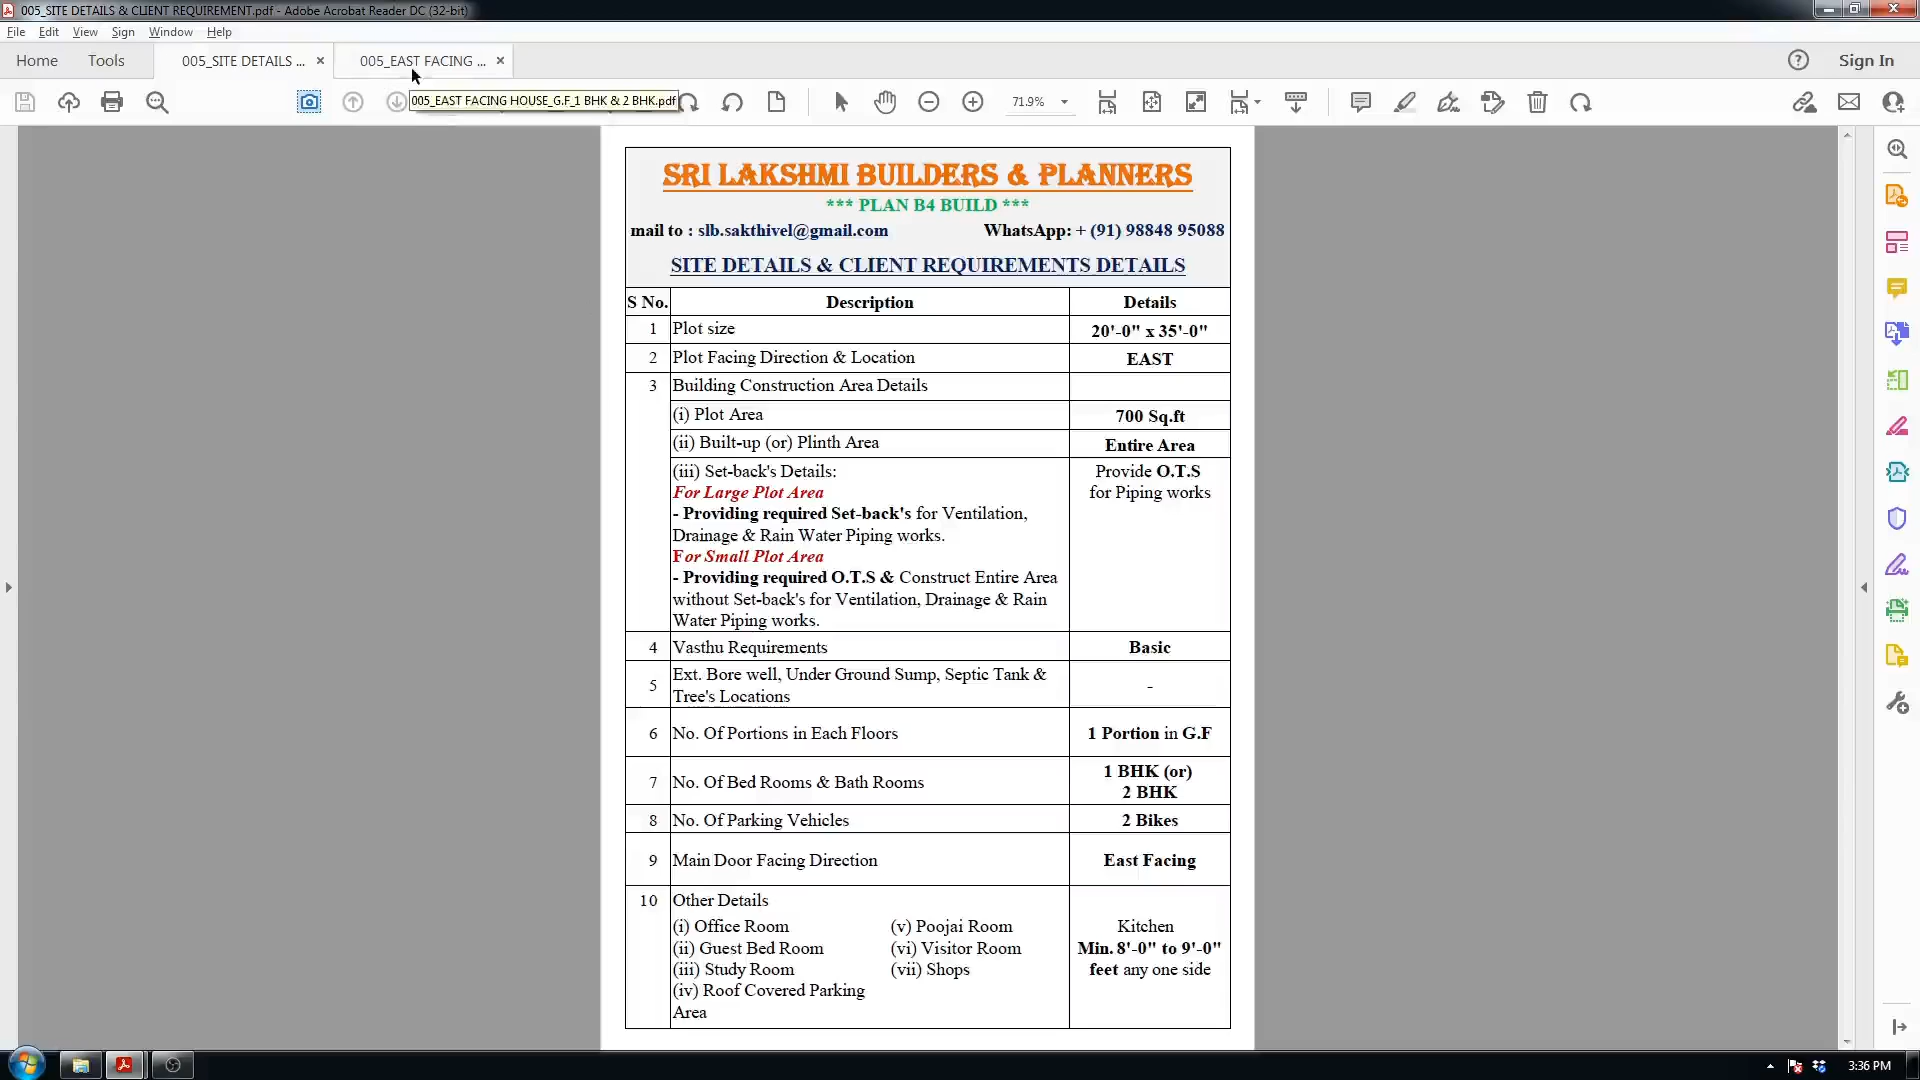 005_SITE DETAILS & CLIENT REQUIREMENT.pdf - Adobe Acrobat Reader DC (32-bit)
File Edit View Sign Window Help
Home Tools 005_SITE DETAILS ... × 005_EAST FACING ... × Sign In
005_EAST FACING HOUSE_G.F_1 BHK & 2 BHK.pdf
71.9%
SRI LAKSHMI BUILDERS & PLANNERS
*** PLAN B4 BUILD ***
mail to : slb.sakthivel@gmail.com WhatsApp: + (91) 98848 95088
SITE DETAILS & CLIENT REQUIREMENTS DETAILS
S No. Description Details
1 Plot size 20'-0" x 35'-0"
2 Plot Facing Direction & Location EAST
3 Building Construction Area Details
(i) Plot Area 700 Sq.ft
(ii) Built-up (or) Plinth Area Entire Area
(iii) Set-back's Details: Provide O.T.S
For Large Plot Area for Piping works
- Providing required Set-back's for Ventilation,
Drainage & Rain Water Piping works.
For Small Plot Area
- Providing required O.T.S & Construct Entire Area
without Set-back's for Ventilation, Drainage & Rain
Water Piping works.
4 Vasthu Requirements Basic
5 Ext. Bore well, Under Ground Sump, Septic Tank & -
Tree's Locations
6 No. Of Portions in Each Floors 1 Portion in G.F
7 No. Of Bed Rooms & Bath Rooms 1 BHK (or)
2 BHK
8 No. Of Parking Vehicles 2 Bikes
9 Main Door Facing Direction East Facing
10 Other Details
(i) Office Room (v) Poojai Room Kitchen
(ii) Guest Bed Room (vi) Visitor Room Min. 8'-0" to 9'-0"
(iii) Study Room (vii) Shops feet any one side
(iv) Roof Covered Parking
Area
3:36 PM